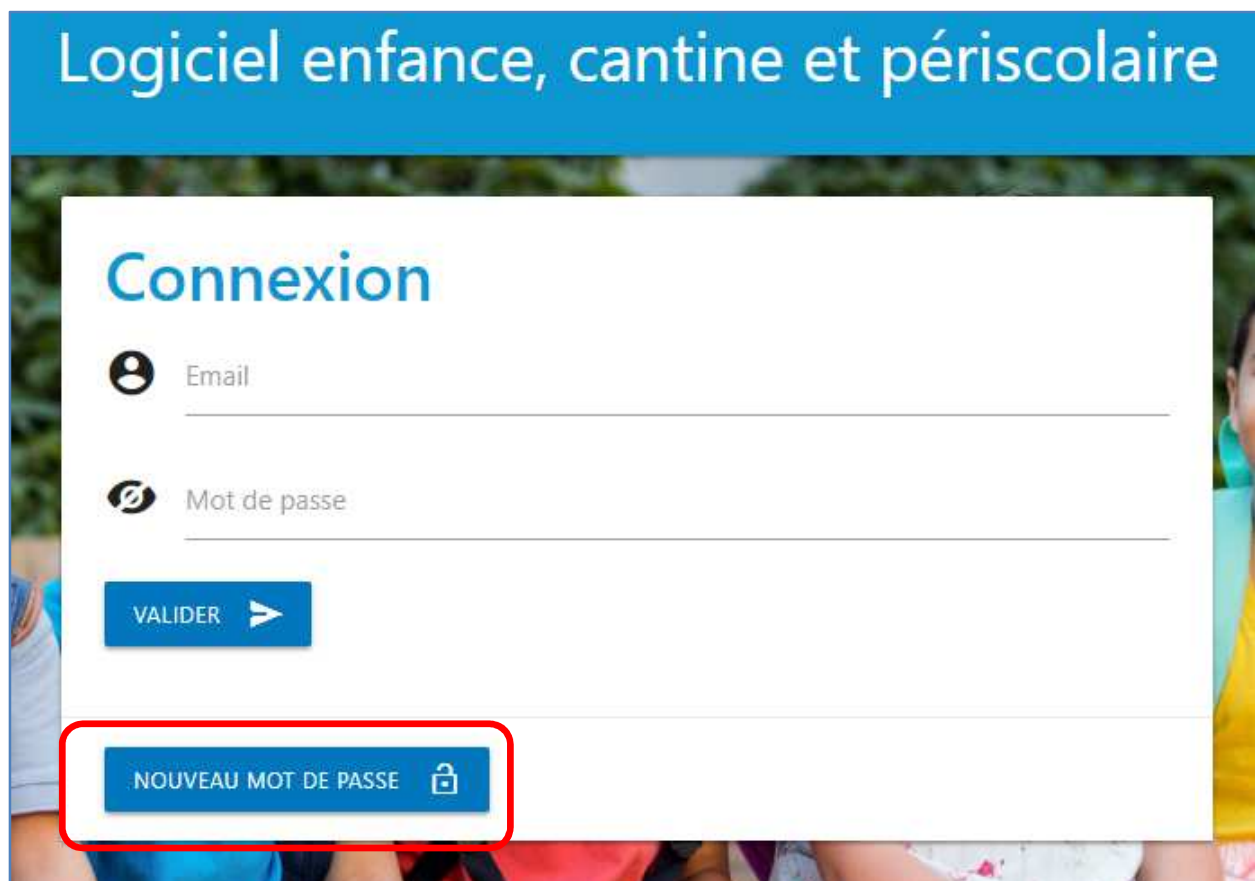 Logiciel enfance, cantine et périscolaire
Connexion
Email
Mot de passe
VALIDER
NOUVEAU MOT DE PASSE